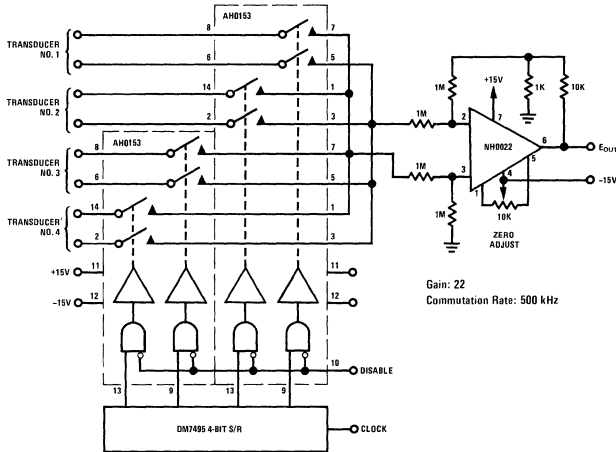 AH0153
TRANSDUCER NO. 1
8
7
6
5
TRANSDUCER NO. 2
14
1
2
3
AH0153
TRANSDUCER NO. 3
8
7
6
5
TRANSDUCER NO. 4
14
1
2
3
+15V
11
11
-15V
12
12
10
DISABLE
13
9
13
9
DM7495 4-BIT S/R
CLOCK
1M
1K
10K
+15V
7
1M
2
NH0022
6
EOUT
5
1M
3
4
-15V
1
1M
10K
ZERO
ADJUST
Gain: 22
Commutation Rate: 500 kHz